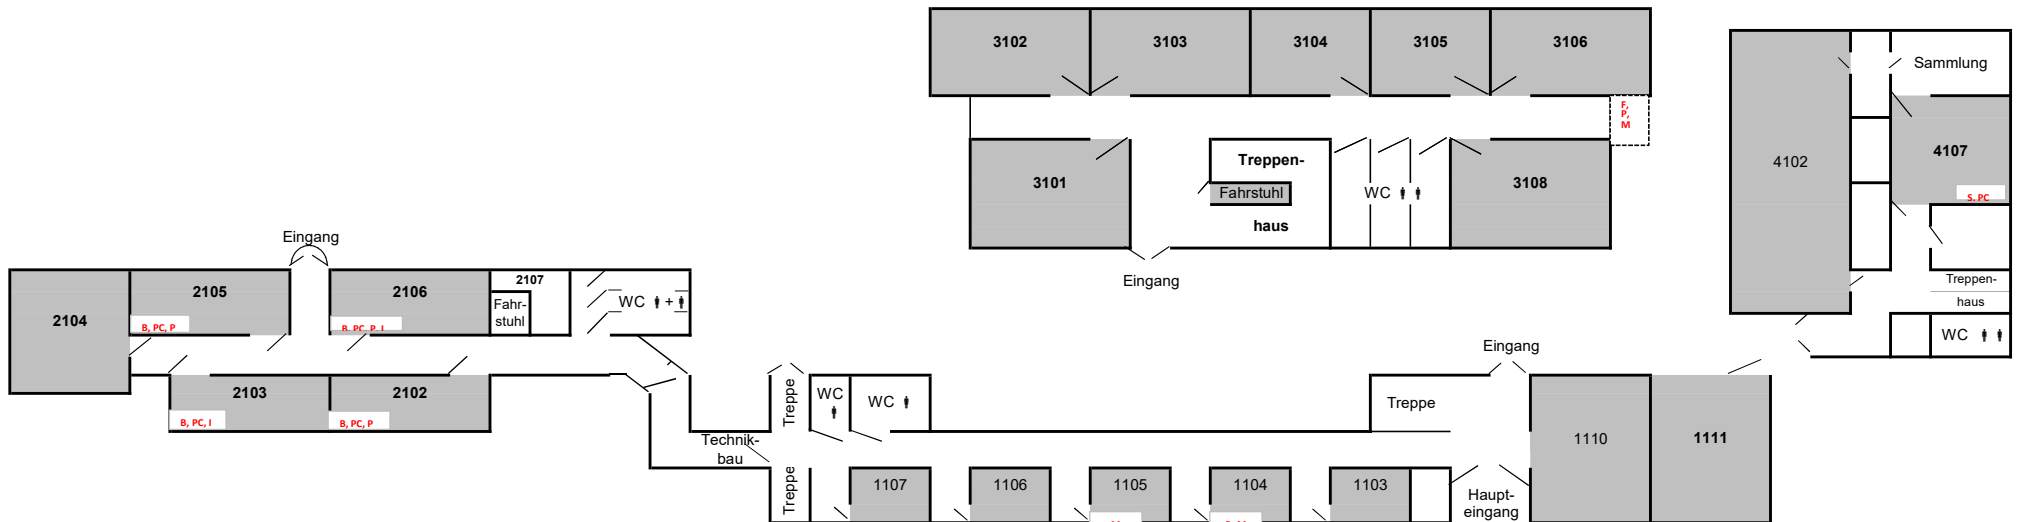 3102
3103
3104
3105
3106
F,
P,
M
3101
Treppen-
Fahrstuhl
haus
WC
3108
Eingang
Sammlung
4102
4107
S. PC
Treppen-
haus
WC
Eingang
2104
2105
B, PC, P
2106
B, PC, P, I
2107
Fahr-
stuhl
WC +
2103
B, PC, I
2102
B, PC, P
Technik-
bau
Treppe
Treppe
WC
WC
Eingang
Treppe
1110
1111
1107
1106
1105
1104
1103
Haupt-
eingang